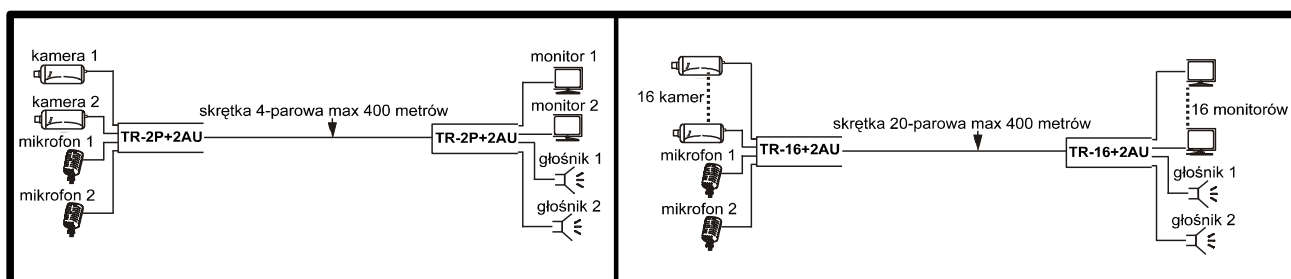 kamera 1
kamera 2
mikrofon 1
mikrofon 2
TR-2P+2AU
skrętka 4-parowa max 400 metrów
TR-2P+2AU
monitor 1
monitor 2
głośnik 1
głośnik 2
16 kamer
mikrofon 1
mikrofon 2
TR-16+2AU
skrętka 20-parowa max 400 metrów
TR-16+2AU
16 monitorów
głośnik 1
głośnik 2